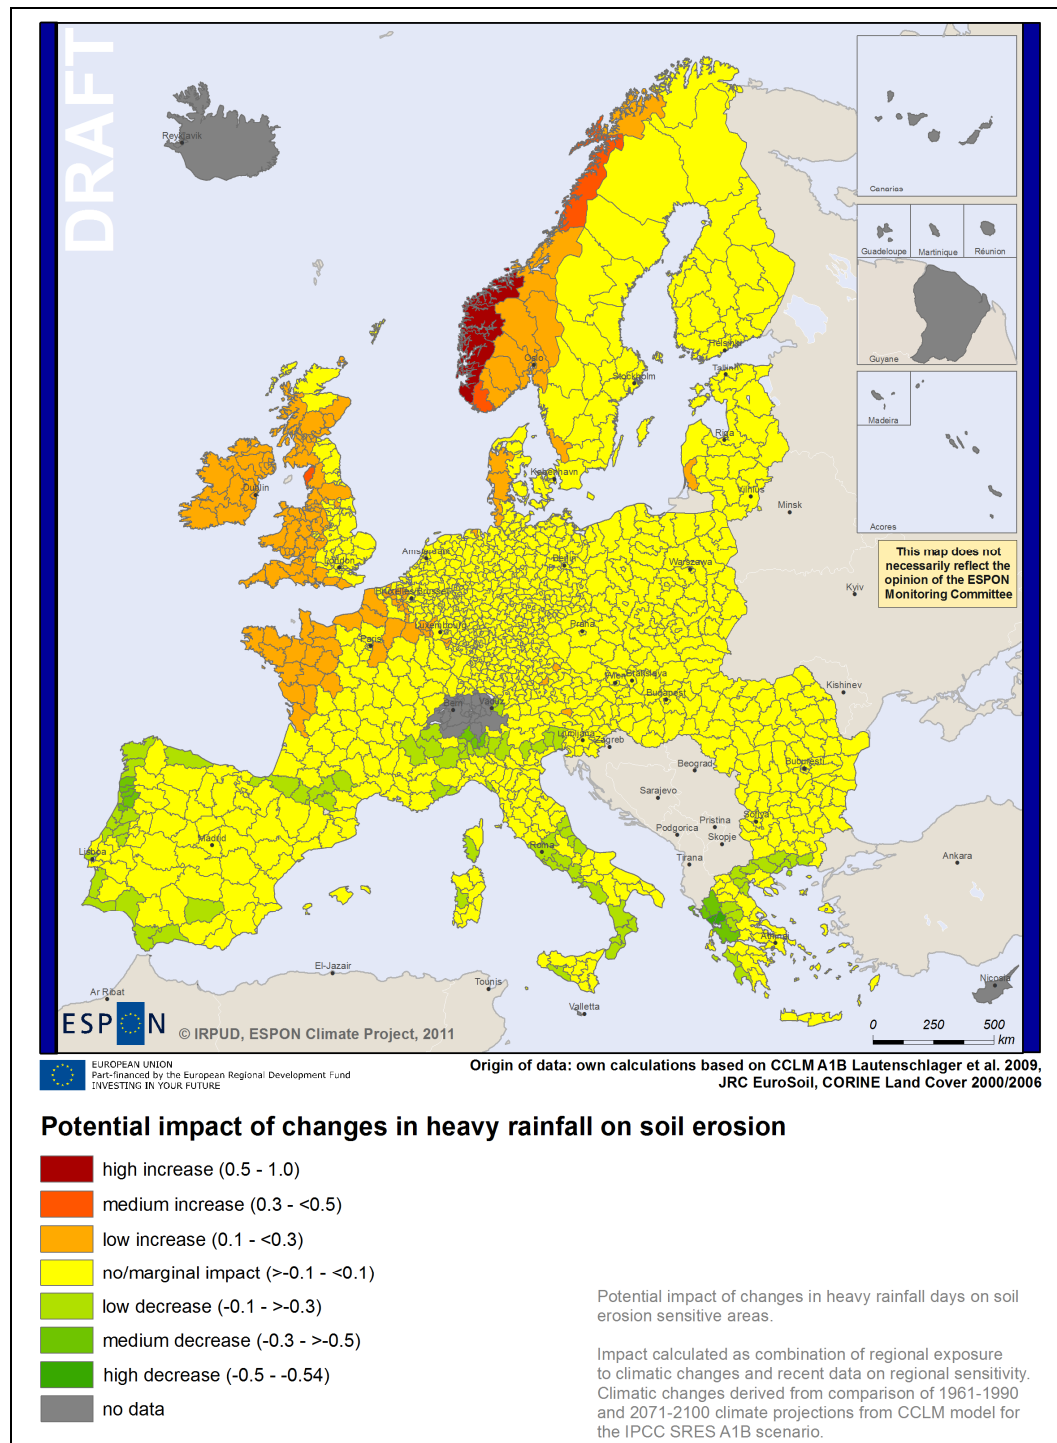 DRAFT
Reykjavik
Canarias
Guadeloupe
Martinique
Réunion
Guyane
Madeira
Acores
This map does not
necessarily reflect the
opinion of the ESPON
Monitoring Committee
Oslo
Helsinki
Stockholm
Tallinn
Riga
København
Vilnius
Minsk
Dublin
London
Amsterdam
Berlin
Warszawa
Kyiv
Luxembourg
Paris
Praha
Wien
Bratislava
Budapest
Kishinev
Bern
Vaduz
Ljubljana
Zagreb
Beograd
Bucuresti
Sarajevo
Pristina
Sofiya
Podgorica
Skopje
Tirana
Ankara
Madrid
Lisboa
Roma
Athinai
El-Jazair
Tounis
Ar Ribat
Valletta
Nicosia
ESPON
© IRPUD, ESPON Climate Project, 2011
0 250 500
km
EUROPEAN UNION
Part-financed by the European Regional Development Fund
INVESTING IN YOUR FUTURE
Origin of data: own calculations based on CCLM A1B Lautenschlager et al. 2009,
JRC EuroSoil, CORINE Land Cover 2000/2006
Potential impact of changes in heavy rainfall on soil erosion
high increase (0.5 - 1.0)
medium increase (0.3 - <0.5)
low increase (0.1 - <0.3)
no/marginal impact (>-0.1 - <0.1)
low decrease (-0.1 - >-0.3)
medium decrease (-0.3 - >-0.5)
high decrease (-0.5 - -0.54)
no data
Potential impact of changes in heavy rainfall days on soil
erosion sensitive areas.
Impact calculated as combination of regional exposure
to climatic changes and recent data on regional sensitivity.
Climatic changes derived from comparison of 1961-1990
and 2071-2100 climate projections from CCLM model for
the IPCC SRES A1B scenario.